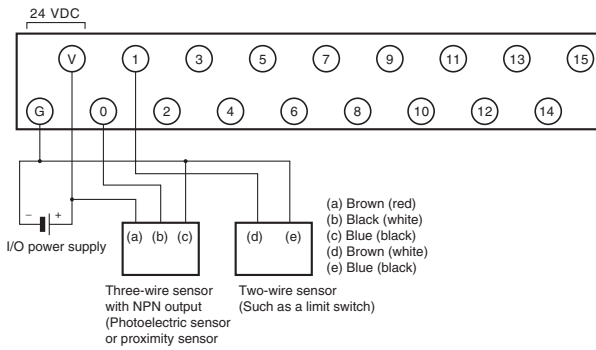 24 VDC
V 1 3 5 7 9 11 13 15
G 0 2 4 6 8 10 12 14
– +
I/O power supply
(a) (b) (c)
(d) (e)
(a) Brown (red)
(b) Black (white)
(c) Blue (black)
(d) Brown (white)
(e) Blue (black)
Three-wire sensor
with NPN output
(Photoelectric sensor
or proximity sensor
Two-wire sensor
(Such as a limit switch)